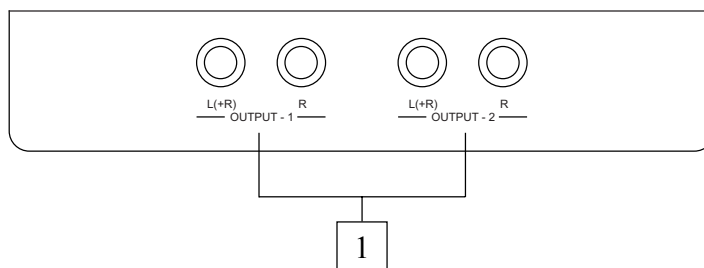 L(+R) R L(+R) R
OUTPUT - 1 OUTPUT - 2
1